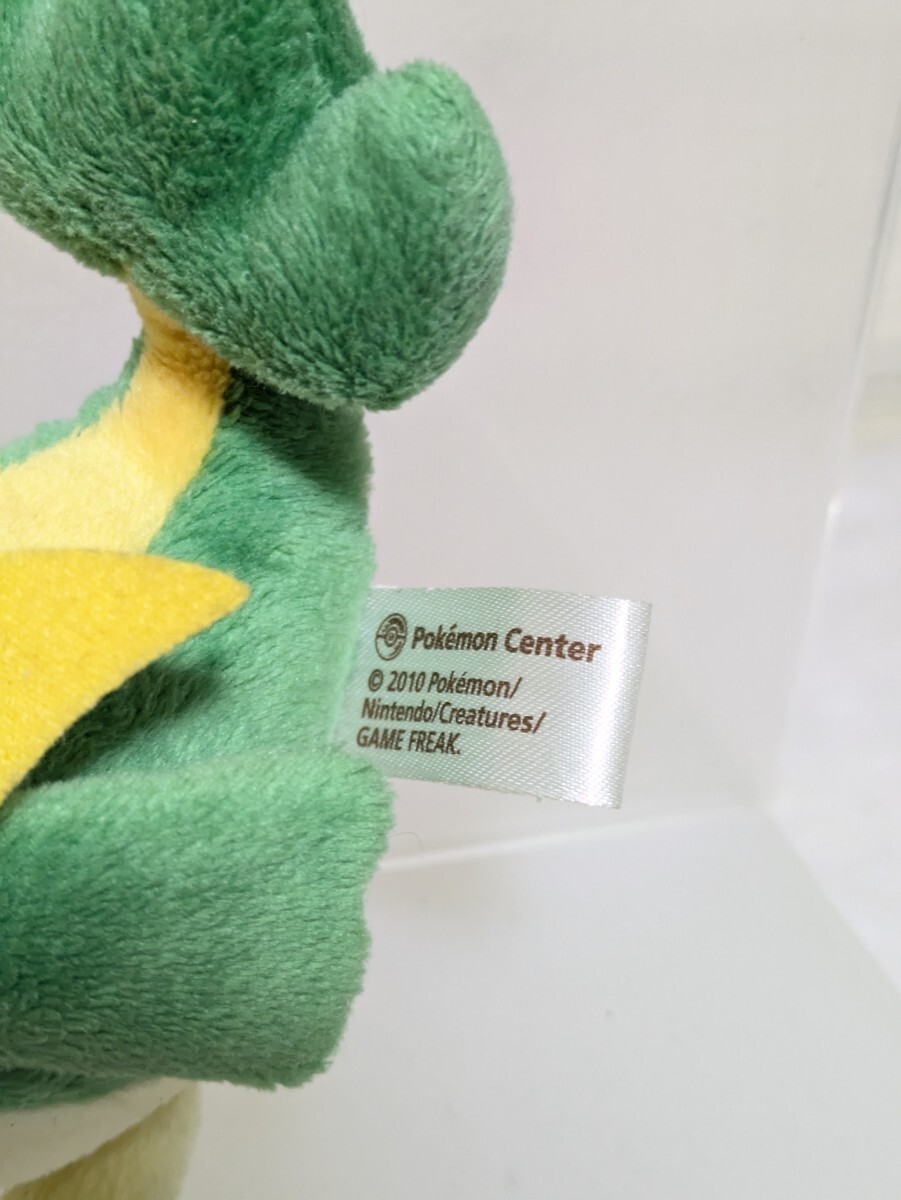 Pokémon Center
© 2010 Pokémon/
Nintendo/Creatures/
GAME FREAK.